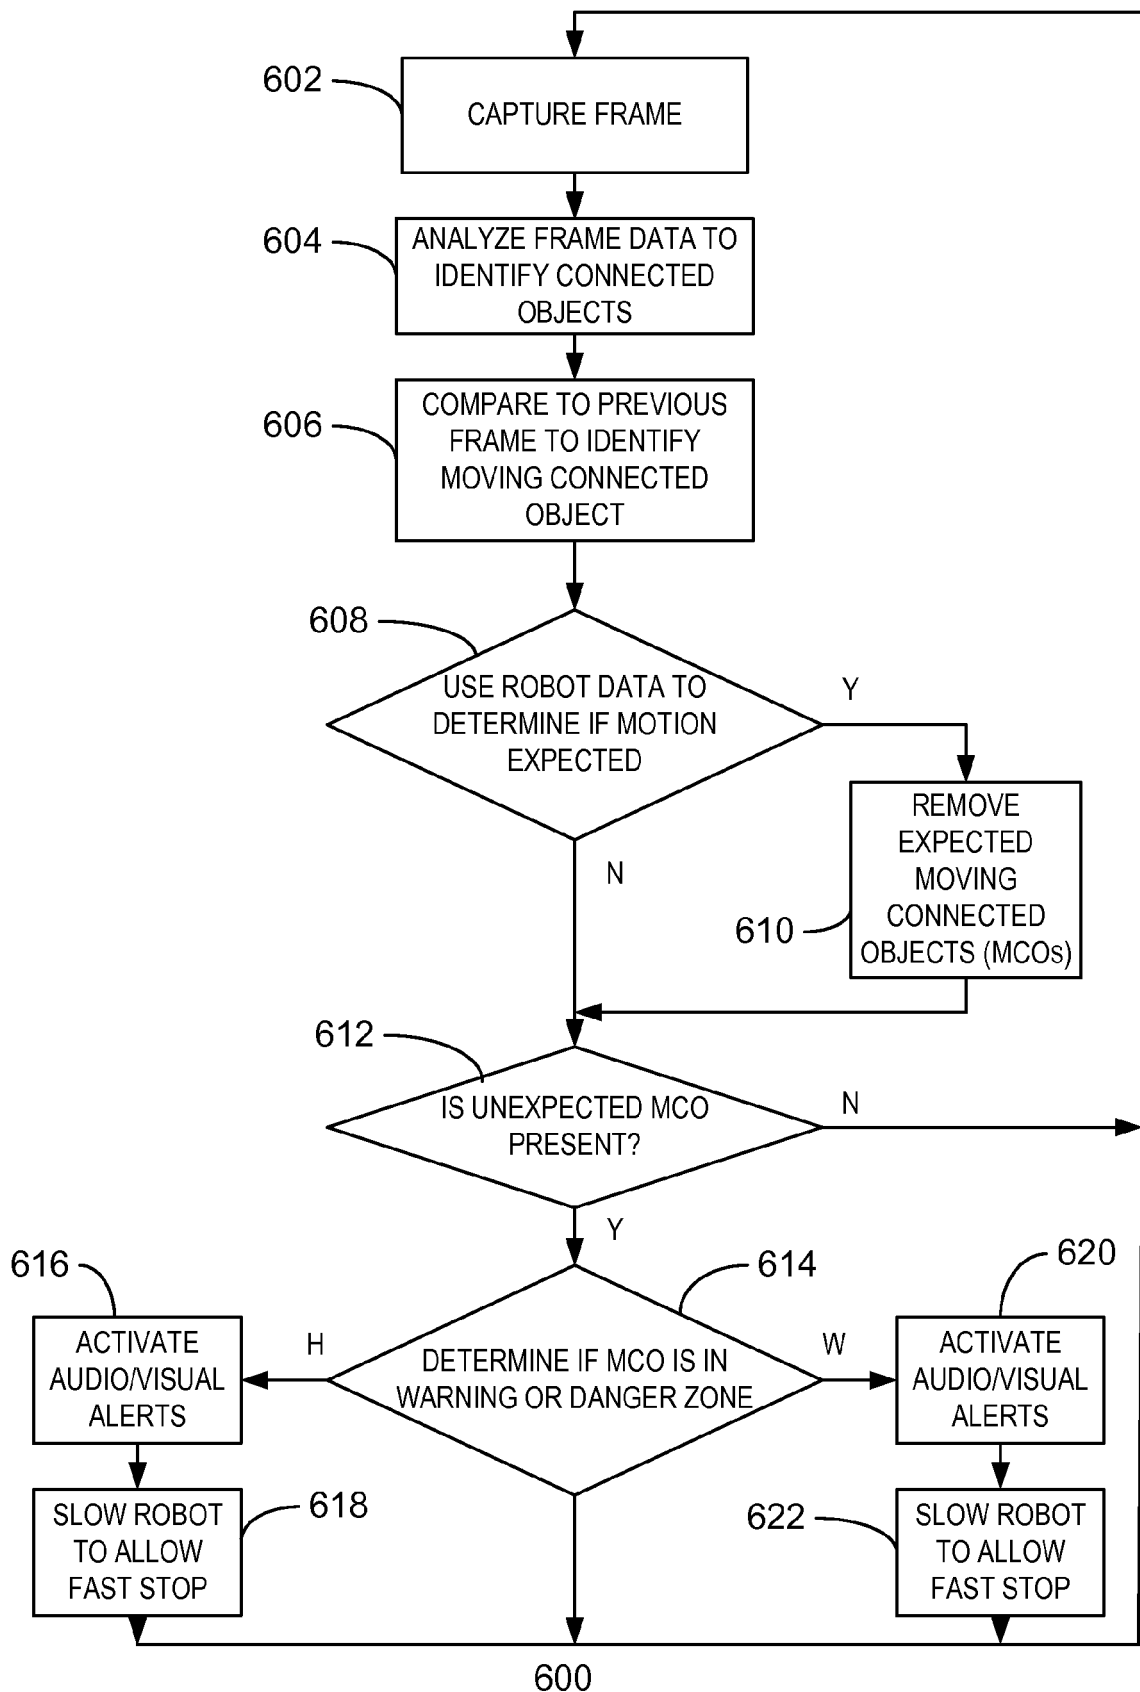 602
CAPTURE FRAME
604
ANALYZE FRAME DATA TO
IDENTIFY CONNECTED
OBJECTS
606
COMPARE TO PREVIOUS
FRAME TO IDENTIFY
MOVING CONNECTED
OBJECT
608
USE ROBOT DATA TO
DETERMINE IF MOTION
EXPECTED
Y
N
610
REMOVE
EXPECTED
MOVING
CONNECTED
OBJECTS (MCOs)
612
IS UNEXPECTED MCO
PRESENT?
N
Y
614
DETERMINE IF MCO IS IN
WARNING OR DANGER ZONE
H
W
616
ACTIVATE
AUDIO/VISUAL
ALERTS
618
SLOW ROBOT
TO ALLOW
FAST STOP
620
ACTIVATE
AUDIO/VISUAL
ALERTS
622
SLOW ROBOT
TO ALLOW
FAST STOP
600